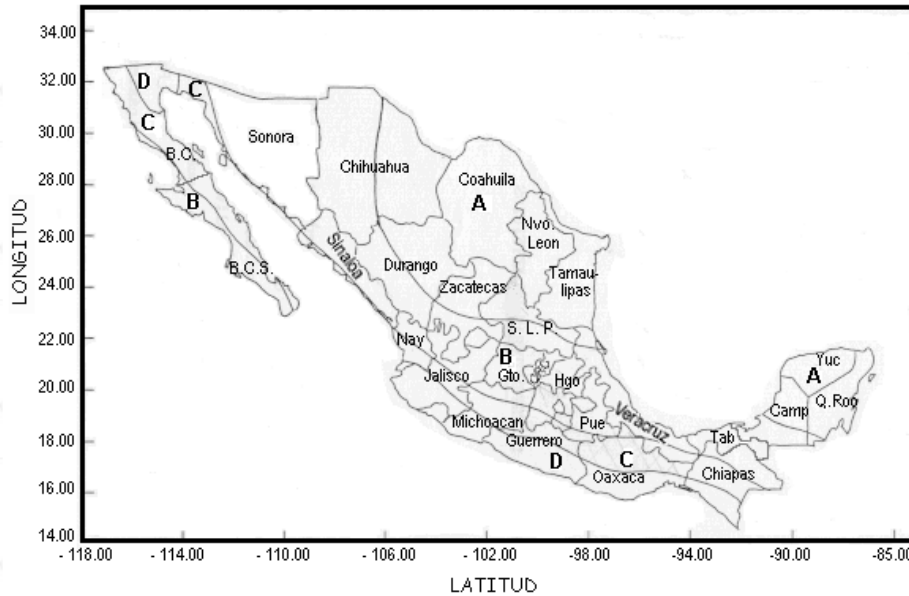 34.00
32.00
30.00
28.00
26.00
24.00
22.00
20.00
18.00
16.00
14.00
LONGITUD
D
C
C
Sonora
B.C.
Chihuahua
Coahuila
A
B
Nvo.
Leon
Sinaloa
B.C.S.
Durango
Tamau-
lipas
Zacatecas
S. L. P.
Nay
B
Yuc
A
Jalisco
Gto.
Hgo
Q.Roo
Camp
Michoacan
Pue
Veracruz
Guerrero
Tab
D
C
Oaxaca
Chiapas
- 118.00
-114.00
-110.00
-106.00
-102.00
-98.00
-94.00
-90.00
-85.00
LATITUD